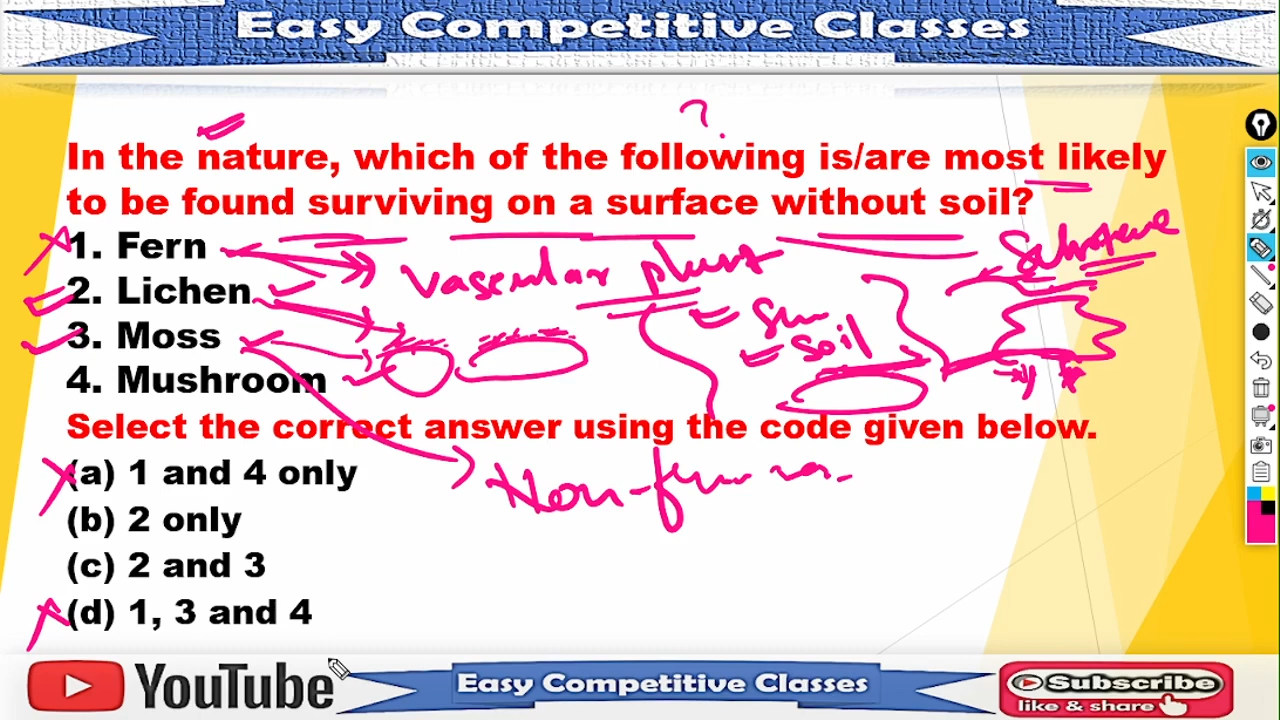 Easy Competitive Classes
In the nature, which of the following is/are most likely
to be found surviving on a surface without soil?
1. Fern
2. Lichen
3. Moss
4. Mushroom
vascular plant
soil
Select the correct answer using the code given below.
(a) 1 and 4 only
(b) 2 only
(c) 2 and 3
(d) 1, 3 and 4
YouTube
Easy Competitive Classes
Subscribe
like & share